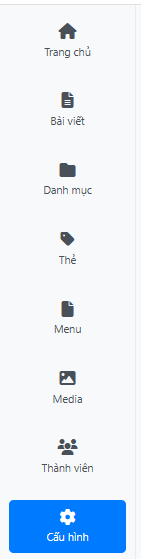 Trang chủ
Bài viết
Danh mục
Thẻ
Menu
Media
Thành viên
Cấu hình